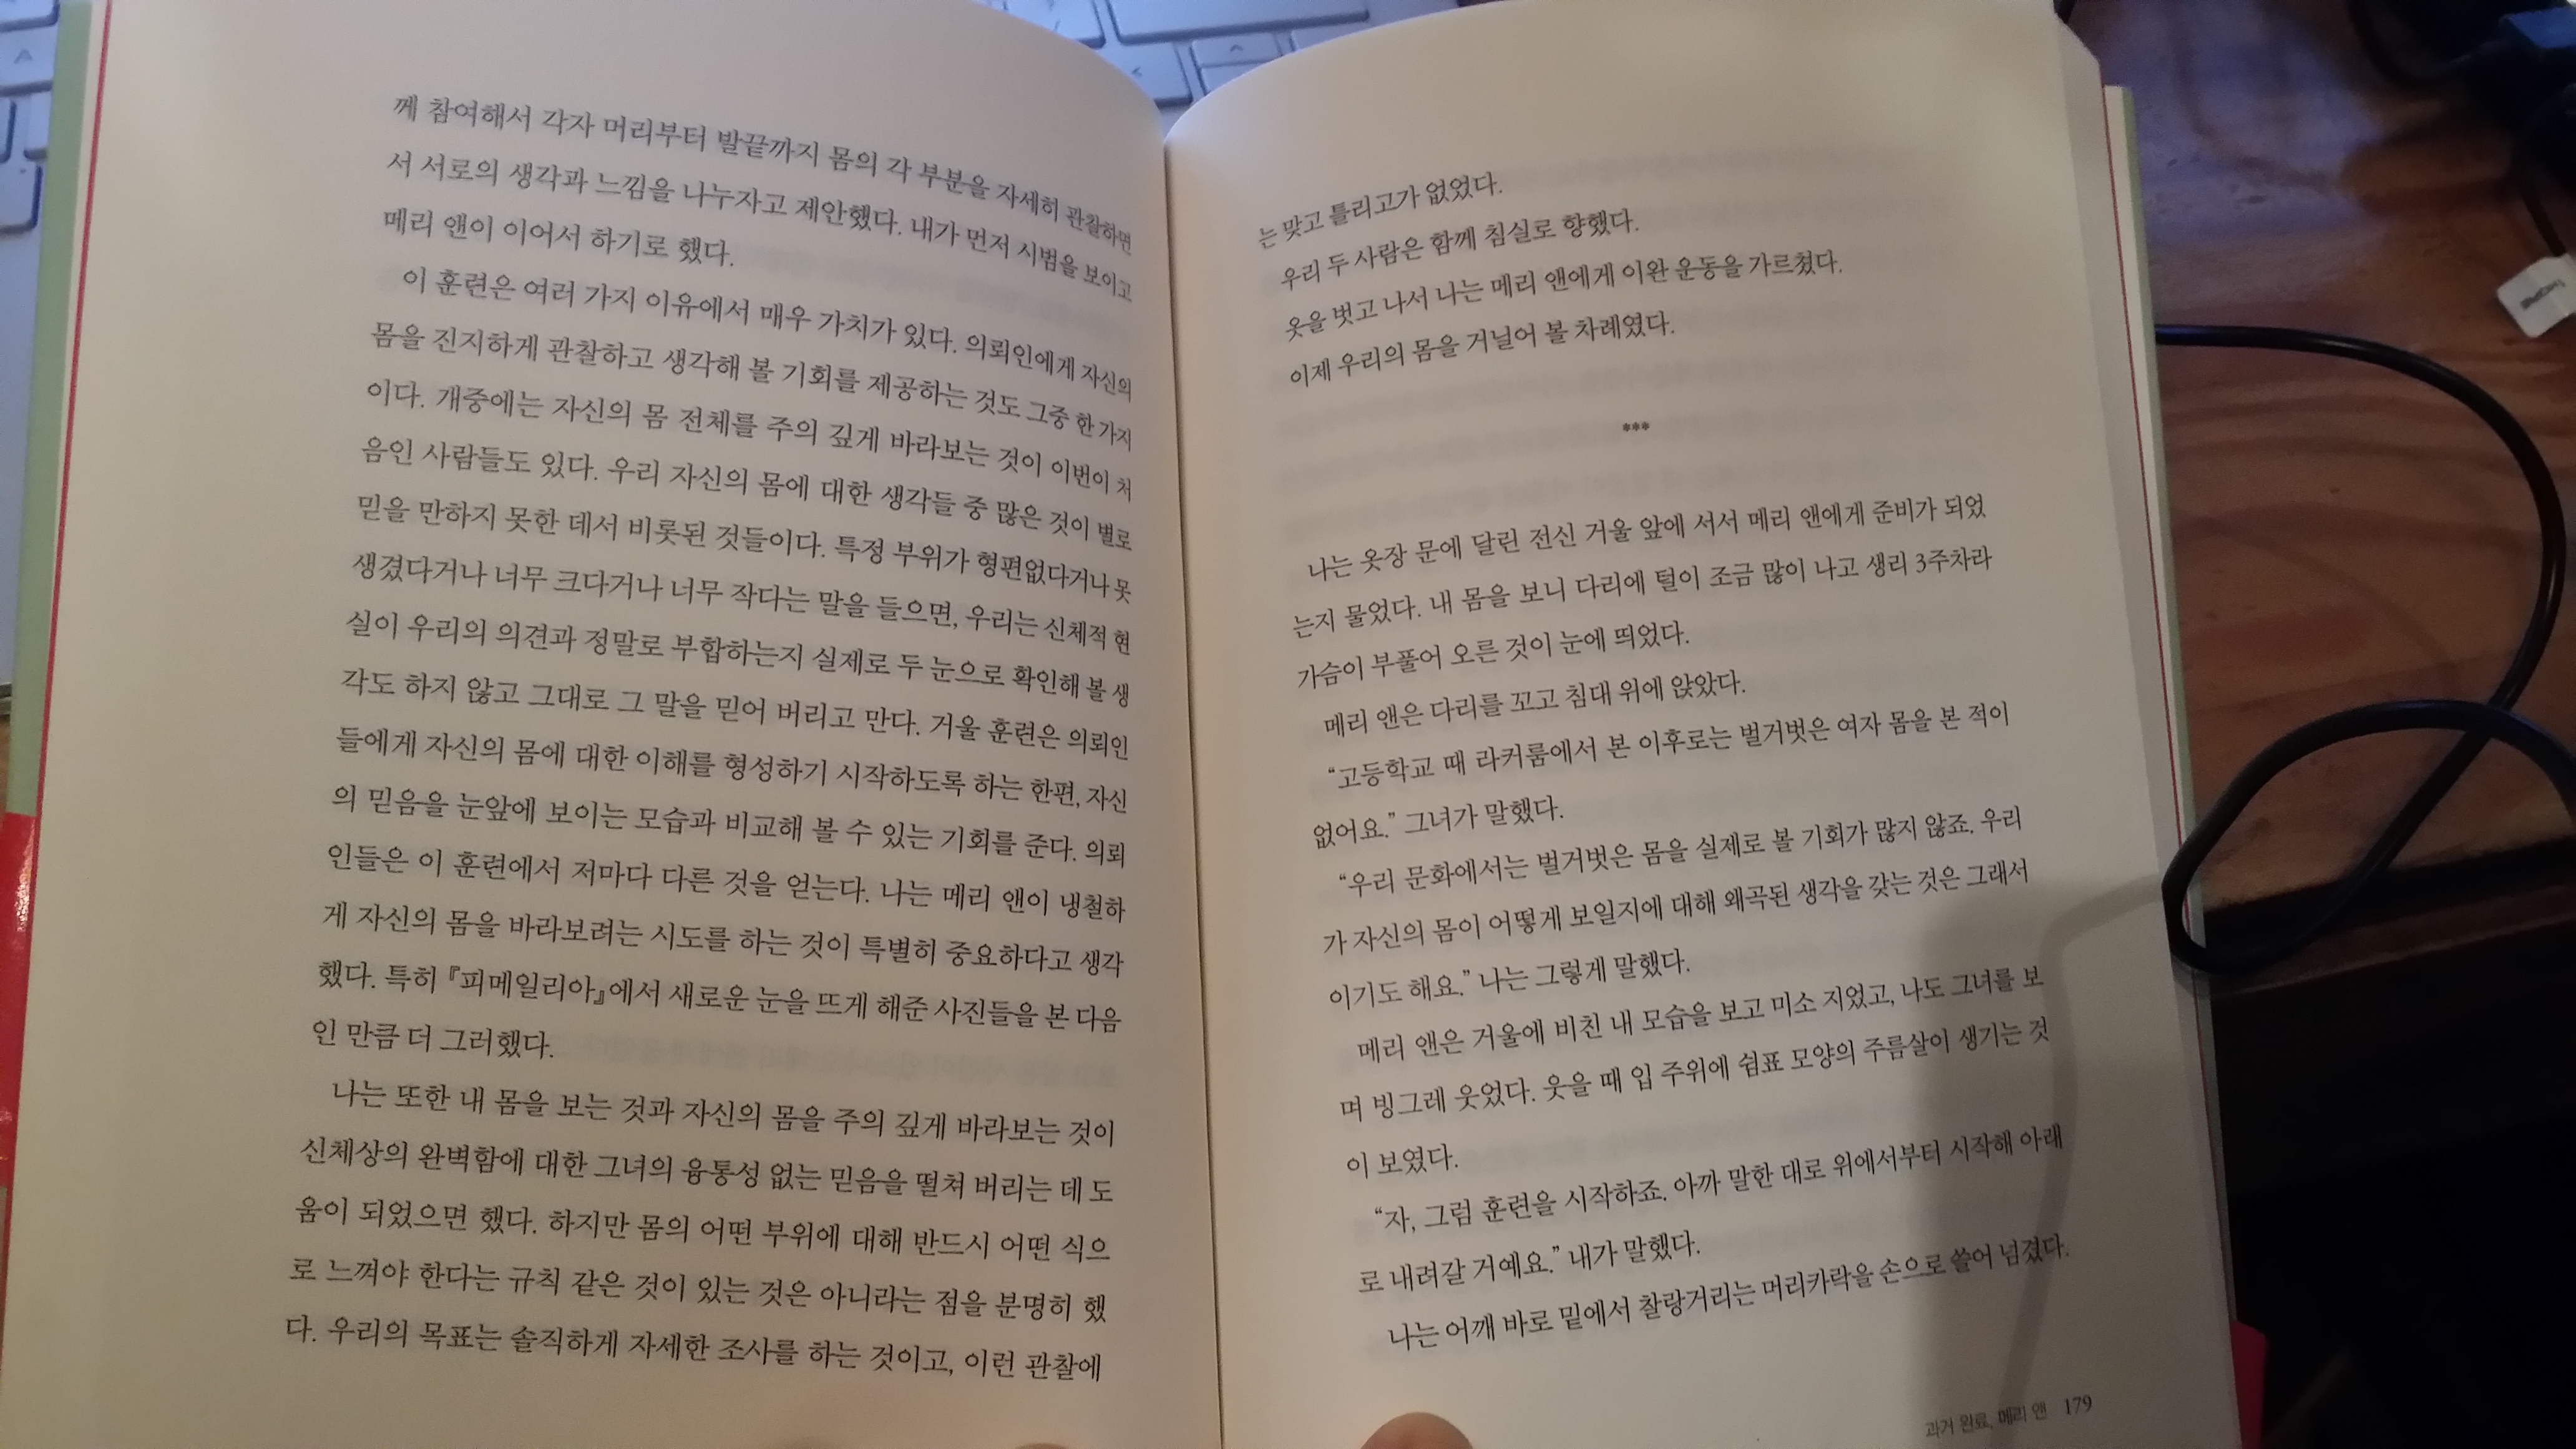 께 참여해서 각자 머리부터 발끝까지 몸의 각 부분을 자세히 관찰하면
서 서로의 생각과 느낌을 나누자고 제안했다. 내가 먼저 시범을 보이고
메리 앤이 이어서 하기로 했다.
이 훈련은 여러 가지 이유에서 매우 가치가 있다. 의뢰인에게 자신의
몸을 진지하게 관찰하고 생각해 볼 기회를 제공하는 것도 그중 한 가지
이다. 개중에는 자신의 몸 전체를 주의 깊게 바라보는 것이 이번이 처
음인 사람들도 있다. 우리 자신의 몸에 대한 생각들 중 많은 것이 별로
믿을 만하지 못한 데서 비롯된 것들이다. 특정 부위가 형편없다거나 못
생겼다거나 너무 크다거나 너무 작다는 말을 들으면, 우리는 신체적 현
실이 우리의 의견과 정말로 부합하는지 실제로 두 눈으로 확인해 볼 생
각도 하지 않고 그대로 그 말을 믿어 버리고 만다. 거울 훈련은 의뢰인
들에게 자신의 몸에 대한 이해를 형성하기 시작하도록 하는 한편, 자신
의 믿음을 눈앞에 보이는 모습과 비교해 볼 수 있는 기회를 준다. 의뢰
인들은 이 훈련에서 저마다 다른 것을 얻는다. 나는 메리 앤이 냉철하
게 자신의 몸을 바라보려는 시도를 하는 것이 특별히 중요하다고 생각
했다. 특히 『피메일리아』에서 새로운 눈을 뜨게 해준 사진들을 본 다음
인 만큼 더 그러했다.
나는 또한 내 몸을 보는 것과 자신의 몸을 주의 깊게 바라보는 것이
신체상의 완벽함에 대한 그녀의 융통성 없는 믿음을 떨쳐 버리는 데 도
움이 되었으면 했다. 하지만 몸의 어떤 부위에 대해 반드시 어떤 식으
로 느껴야 한다는 규칙 같은 것이 있는 것은 아니라는 점을 분명히 했
다. 우리의 목표는 솔직하게 자세한 조사를 하는 것이고, 이런 관찰에
는 맞고 틀리고가 없었다.
우리 두 사람은 함께 침실로 향했다.
옷을 벗고 나서 나는 메리 앤에게 이완 운동을 가르쳤다.
이제 우리의 몸을 거닐어 볼 차례였다.
***
나는 옷장 문에 달린 전신 거울 앞에 서서 메리 앤에게 준비가 되었
는지 물었다. 내 몸을 보니 다리에 털이 조금 많이 나고 생리 3주차라
가슴이 부풀어 오른 것이 눈에 띄었다.
메리 앤은 다리를 꼬고 침대 위에 앉았다.
“고등학교 때 라커룸에서 본 이후로는 벌거벗은 여자 몸을 본 적이
없어요.” 그녀가 말했다.
“우리 문화에서는 벌거벗은 몸을 실제로 볼 기회가 많지 않죠. 우리
가 자신의 몸이 어떻게 보일지에 대해 왜곡된 생각을 갖는 것은 그래서
이기도 해요.” 나는 그렇게 말했다.
메리 앤은 거울에 비친 내 모습을 보고 미소 지었고, 나도 그녀를 보
며 빙그레 웃었다. 웃을 때 입 주위에 쉼표 모양의 주름살이 생기는 것
이 보였다.
“자, 그럼 훈련을 시작하죠. 아까 말한 대로 위에서부터 시작해 아래
로 내려갈 거예요.” 내가 말했다.
나는 어깨 바로 밑에서 찰랑거리는 머리카락을 손으로 쓸어 넘겼다.
과거 완료, 메리 앤 179